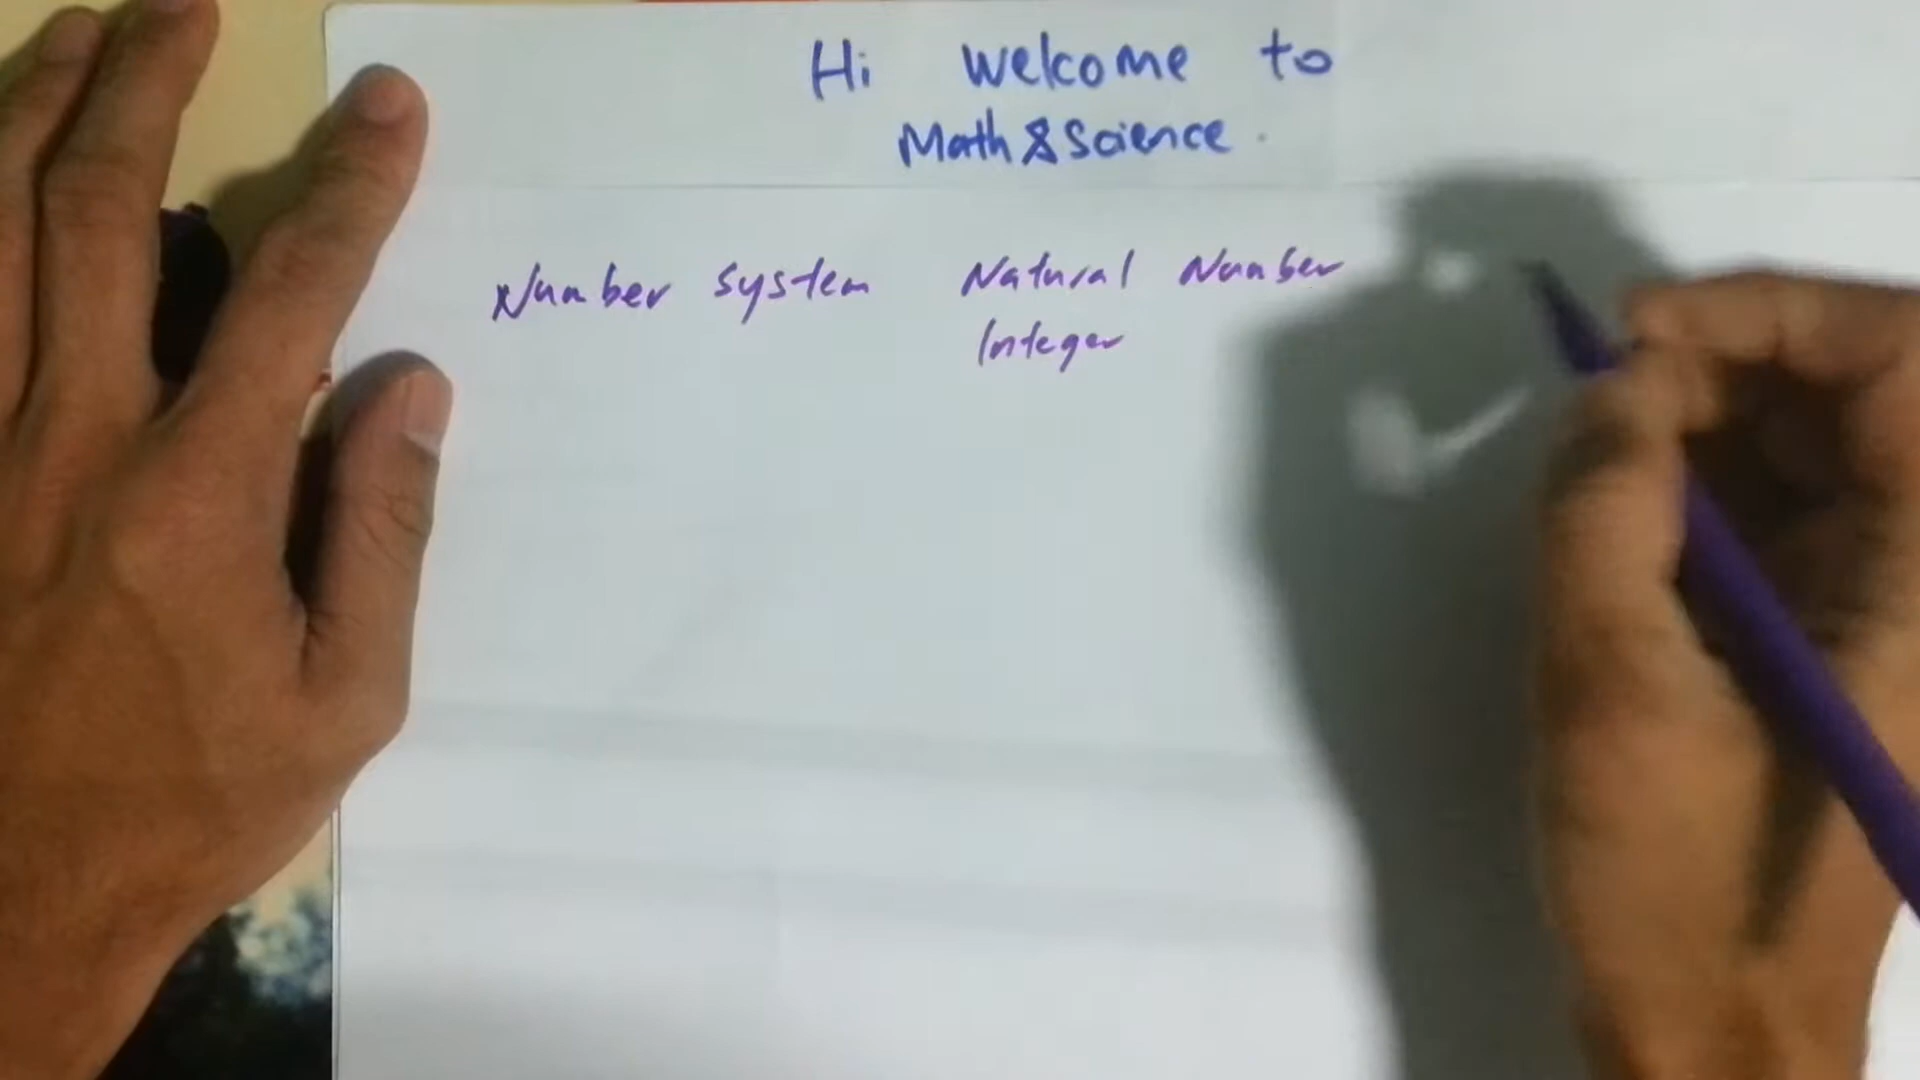 Hi Welcome to
Math & Science.
Number system Natural Number
Integer